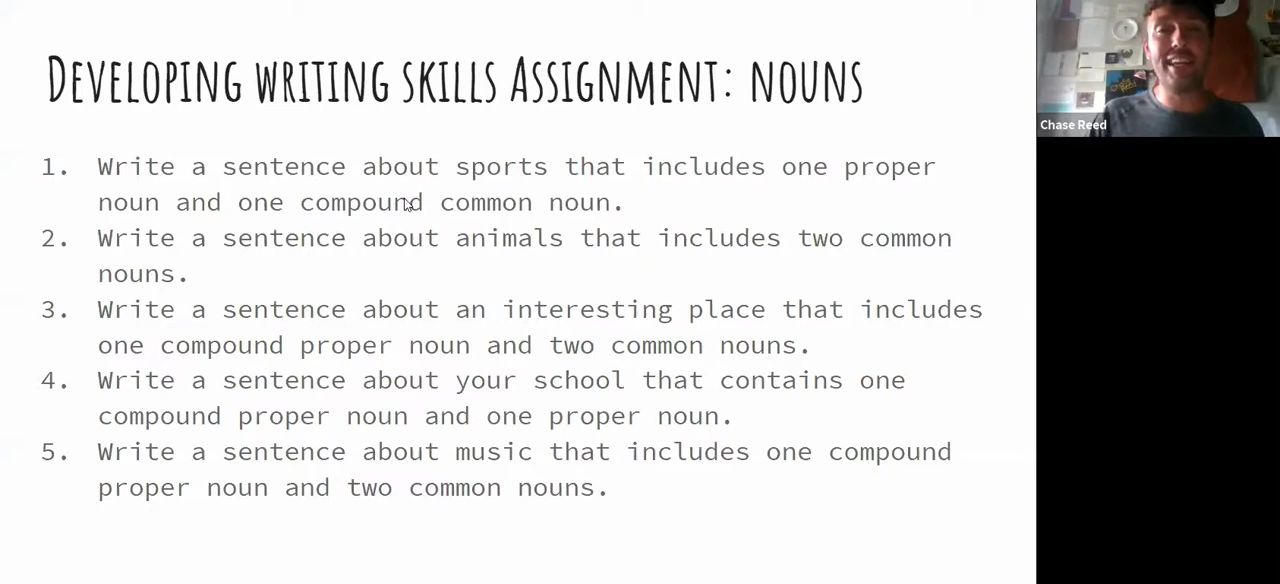 Developing writing skills Assignment: nouns
1. Write a sentence about sports that includes one proper
noun and one compound common noun.
2. Write a sentence about animals that includes two common
nouns.
3. Write a sentence about an interesting place that includes
one compound proper noun and two common nouns.
4. Write a sentence about your school that contains one
compound proper noun and one proper noun.
5. Write a sentence about music that includes one compound
proper noun and two common nouns.
Chase Reed